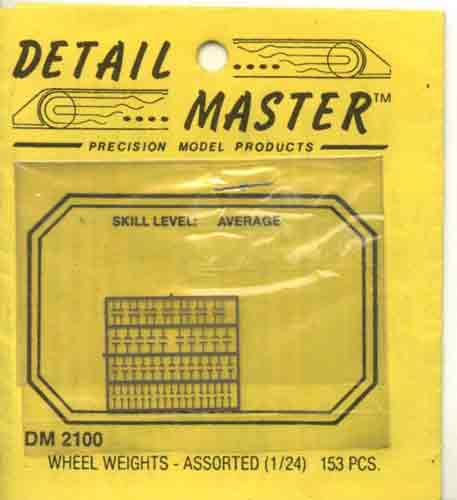 DETAIL
MASTER™
PRECISION MODEL PRODUCTS
SKILL LEVEL: AVERAGE
DM 2100
WHEEL WEIGHTS - ASSORTED (1/24) 153 PCS.